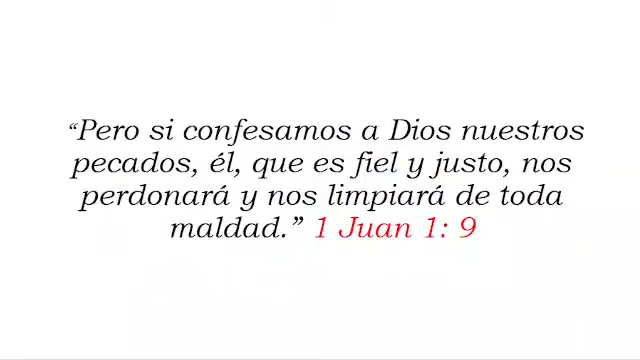 “Pero si confesamos a Dios nuestros
pecados, él, que es fiel y justo, nos
perdonará y nos limpiará de toda
maldad.” 1 Juan 1: 9